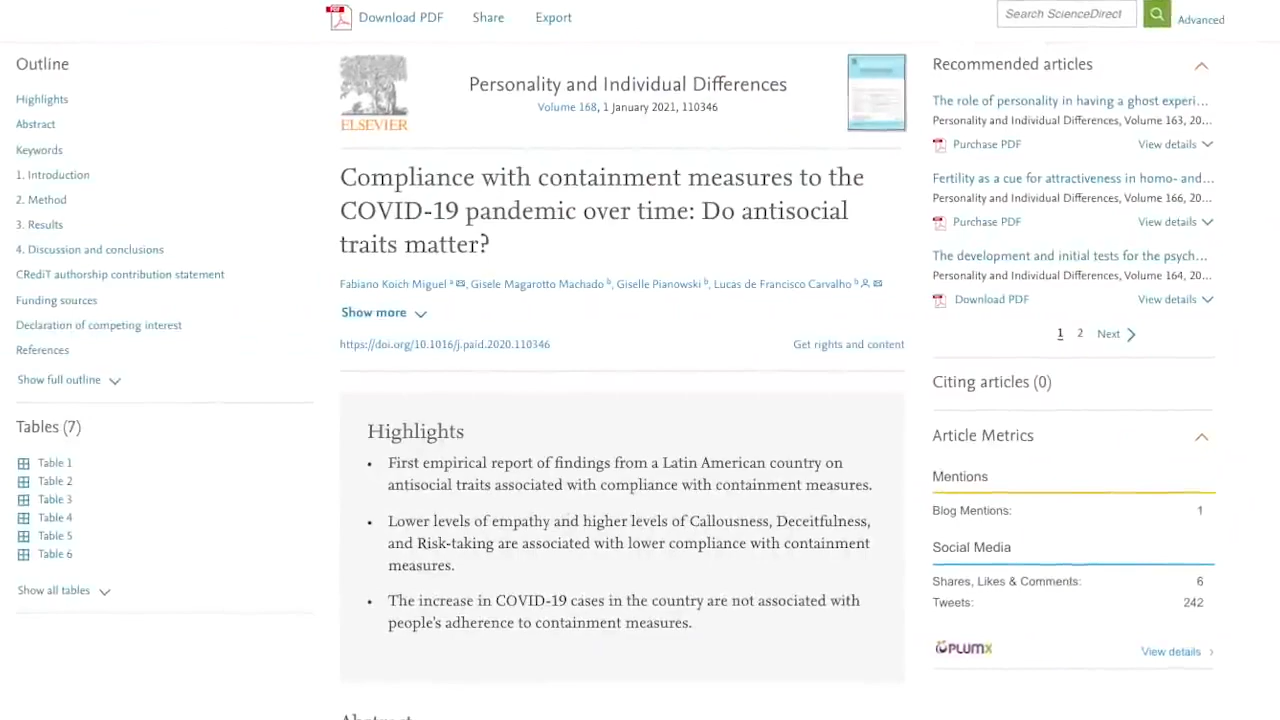 Download PDF
Share
Export
Search ScienceDirect
Advanced
Outline
Highlights
Abstract
Keywords
1. Introduction
2. Method
3. Results
4. Discussion and conclusions
CRediT authorship contribution statement
Funding sources
Declaration of competing interest
References
Show full outline
Tables (7)
Table 1
Table 2
Table 3
Table 4
Table 5
Table 6
Show all tables
ELSEVIER
Personality and Individual Differences
Volume 168, 1 January 2021, 110346
Compliance with containment measures to the
COVID-19 pandemic over time: Do antisocial
traits matter?
Fabiano Koich Miguel a, Gisele Magarotto Machado b, Giselle Pianowski b, Lucas de Francisco Carvalho b
Show more
https://doi.org/10.1016/j.paid.2020.110346
Get rights and content
Highlights
• First empirical report of findings from a Latin American country on
antisocial traits associated with compliance with containment measures.
• Lower levels of empathy and higher levels of Callousness, Deceitfulness,
and Risk-taking are associated with lower compliance with containment
measures.
• The increase in COVID-19 cases in the country are not associated with
people's adherence to containment measures.
Abstract
Recommended articles
The role of personality in having a ghost experi...
Personality and Individual Differences, Volume 163, 20...
Purchase PDF
View details
Fertility as a cue for attractiveness in homo- and...
Personality and Individual Differences, Volume 166, 20...
Purchase PDF
View details
The development and initial tests for the psych...
Personality and Individual Differences, Volume 164, 20...
Download PDF
View details
1 2 Next
Citing articles (0)
Article Metrics
Mentions
Blog Mentions: 1
Social Media
Shares, Likes & Comments: 6
Tweets: 242
PLUMX
View details